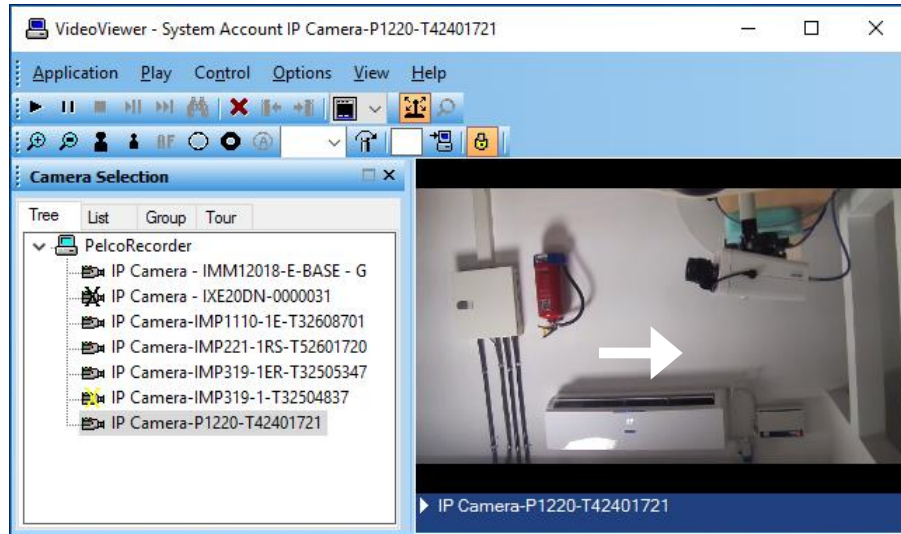 VideoViewer - System Account IP Camera-P1220-T42401721
Application Play Control Options View Help
AF
A
Camera Selection
Tree List Group Tour
PelcoRecorder
IP Camera - IMM12018-E-BASE - G
IP Camera - IXE20DN-0000031
IP Camera-IMP1110-1E-T32608701
IP Camera-IMP221-1RS-T52601720
IP Camera-IMP319-1ER-T32505347
IP Camera-IMP319-1-T32504837
IP Camera-P1220-T42401721
IP Camera-P1220-T42401721